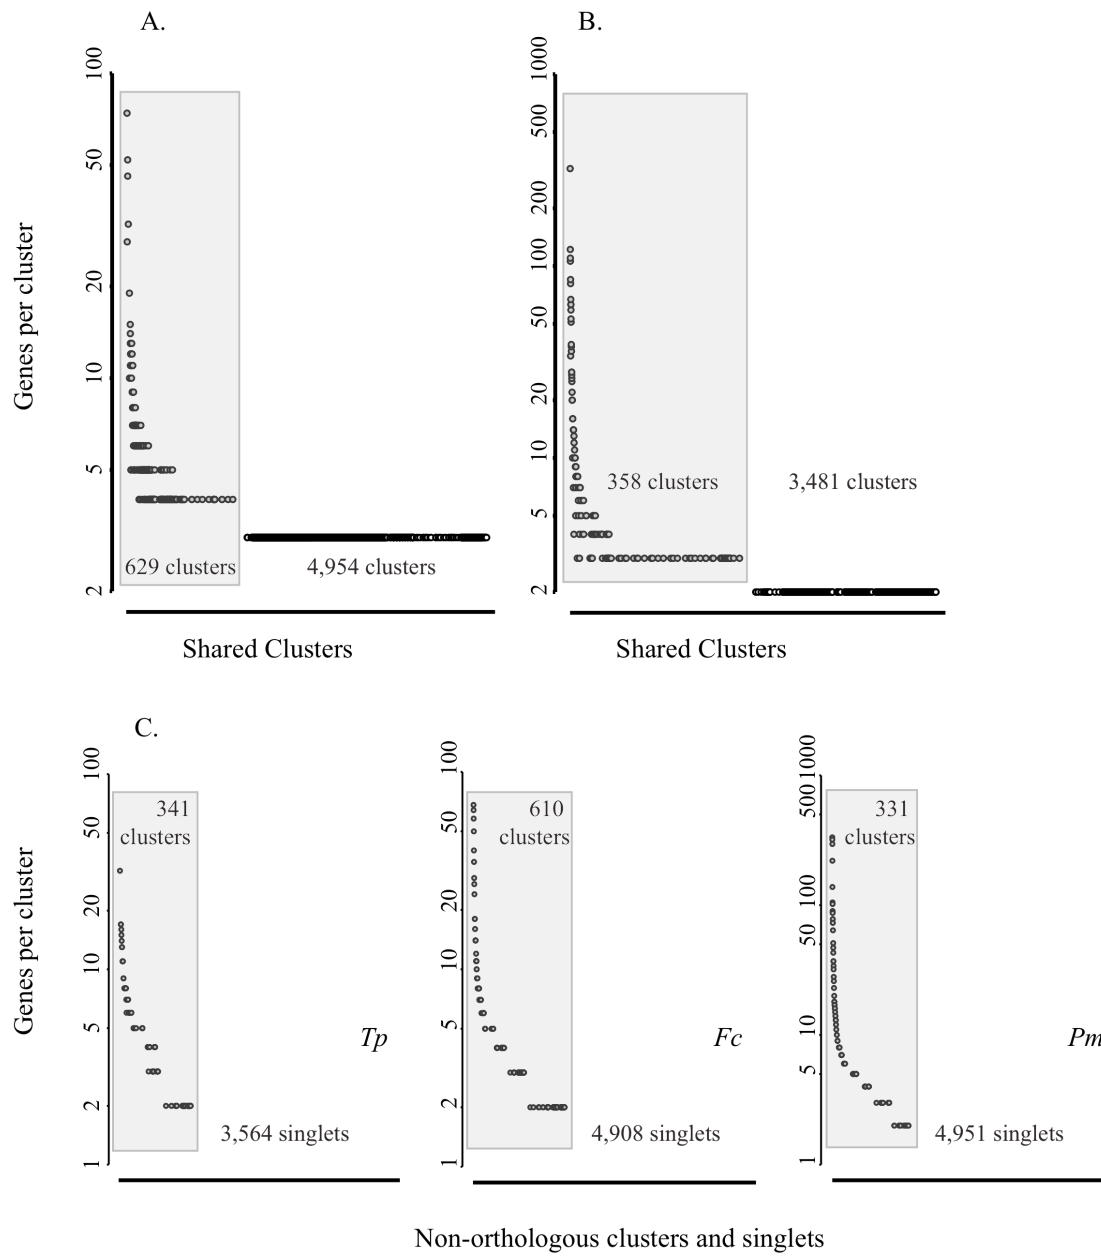 A.
B.
Genes per cluster
100
50
20
10
5
2
629 clusters
4,954 clusters
Shared Clusters
1000
500
200
100
50
20
10
5
2
358 clusters
3,481 clusters
Shared Clusters
C.
Genes per cluster
100
50
20
10
5
2
1
341
clusters
Tp
3,564 singlets
100
50
20
10
5
2
1
610
clusters
Fc
4,908 singlets
1000
500
100
50
10
5
1
331
clusters
Pm
4,951 singlets
Non-orthologous clusters and singlets